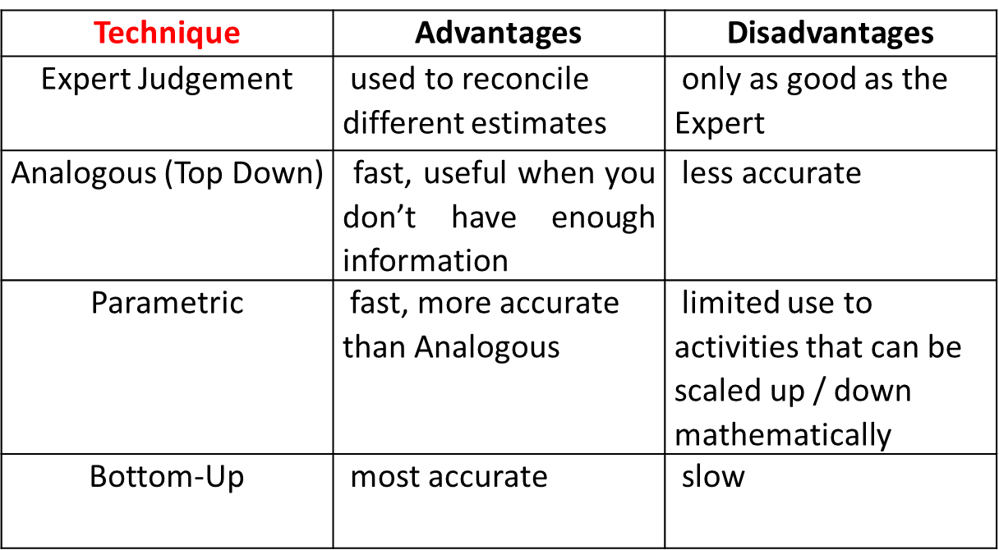 Technique Advantages Disadvantages
Expert Judgement
used to reconcile
different estimates
only as good as the
Expert
Analogous (Top Down)
fast, useful when you
don’t have enough
information
less accurate
Parametric
fast, more accurate
than Analogous
limited use to
activities that can be
scaled up / down
mathematically
Bottom-Up
most accurate
slow